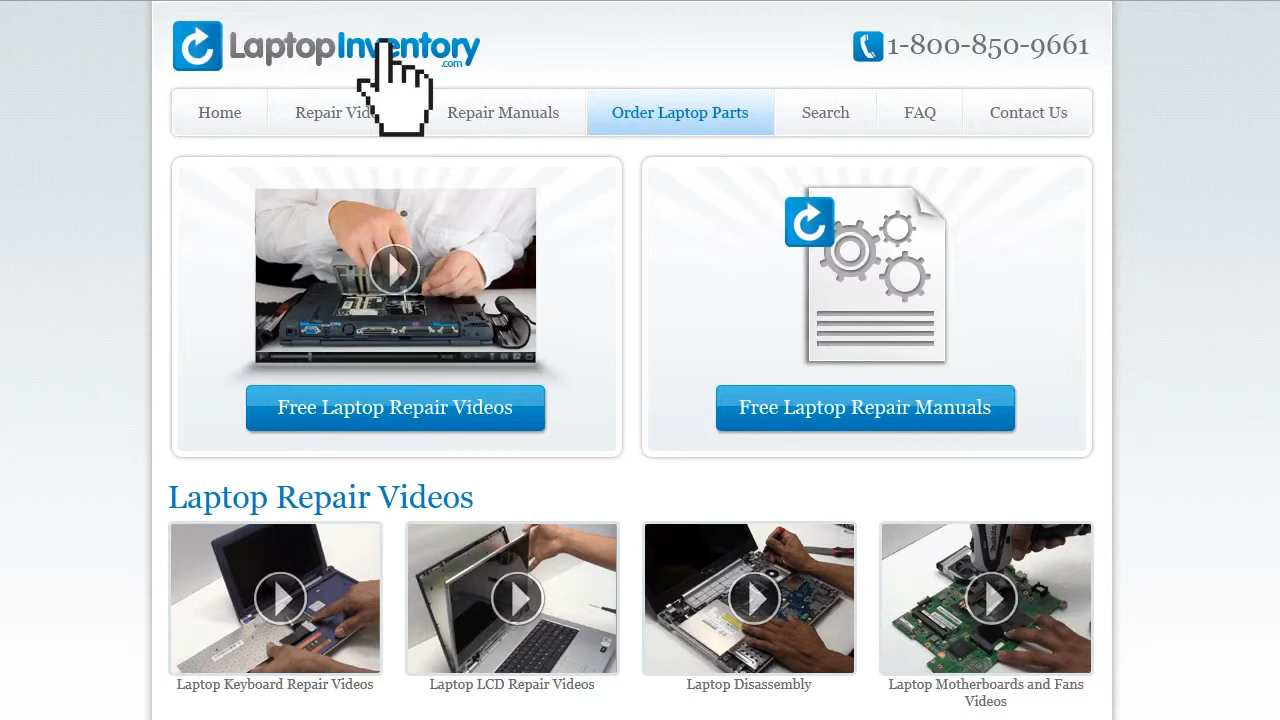 LaptopInventory
.com
1-800-850-9661
Home
Repair Vid
Repair Manuals
Order Laptop Parts
Search
FAQ
Contact Us
Free Laptop Repair Videos
Free Laptop Repair Manuals
Laptop Repair Videos
Laptop Keyboard Repair Videos
Laptop LCD Repair Videos
Laptop Disassembly
Laptop Motherboards and Fans
Videos